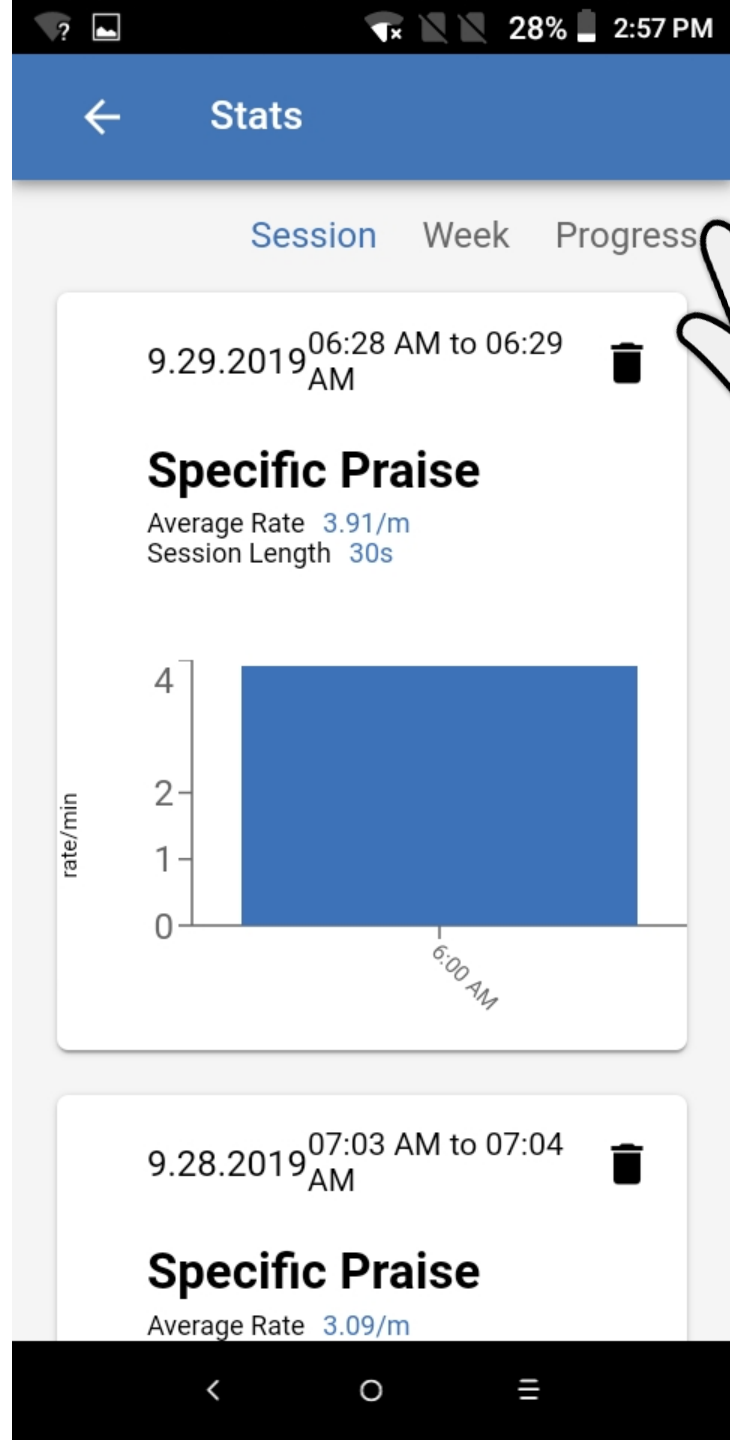 28% 2:57 PM
Stats
Session Week Progress
9.29.2019 06:28 AM to 06:29 AM
Specific Praise
Average Rate 3.91/m
Session Length 30s
4
2
1
0
rate/min
6:00 AM
9.28.2019 07:03 AM to 07:04 AM
Specific Praise
Average Rate 3.09/m